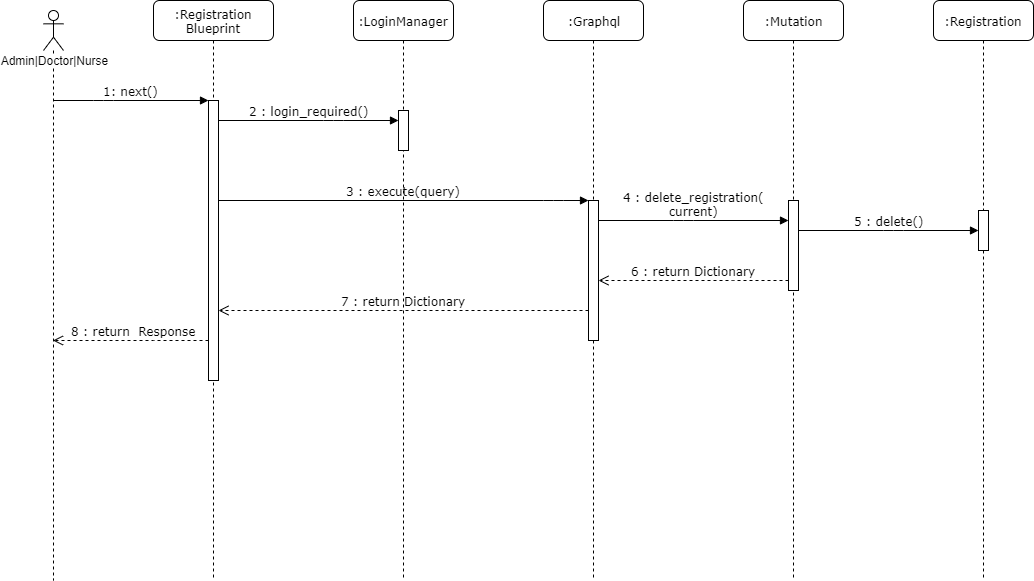 :Registration
Blueprint
:LoginManager
:Graphql
:Mutation
:Registration
Admin|Doctor|Nurse
1: next()
2 : login_required()
3 : execute(query)
4 : delete_registration(
current)
5 : delete()
6 : return Dictionary
7 : return Dictionary
8 : return  Response